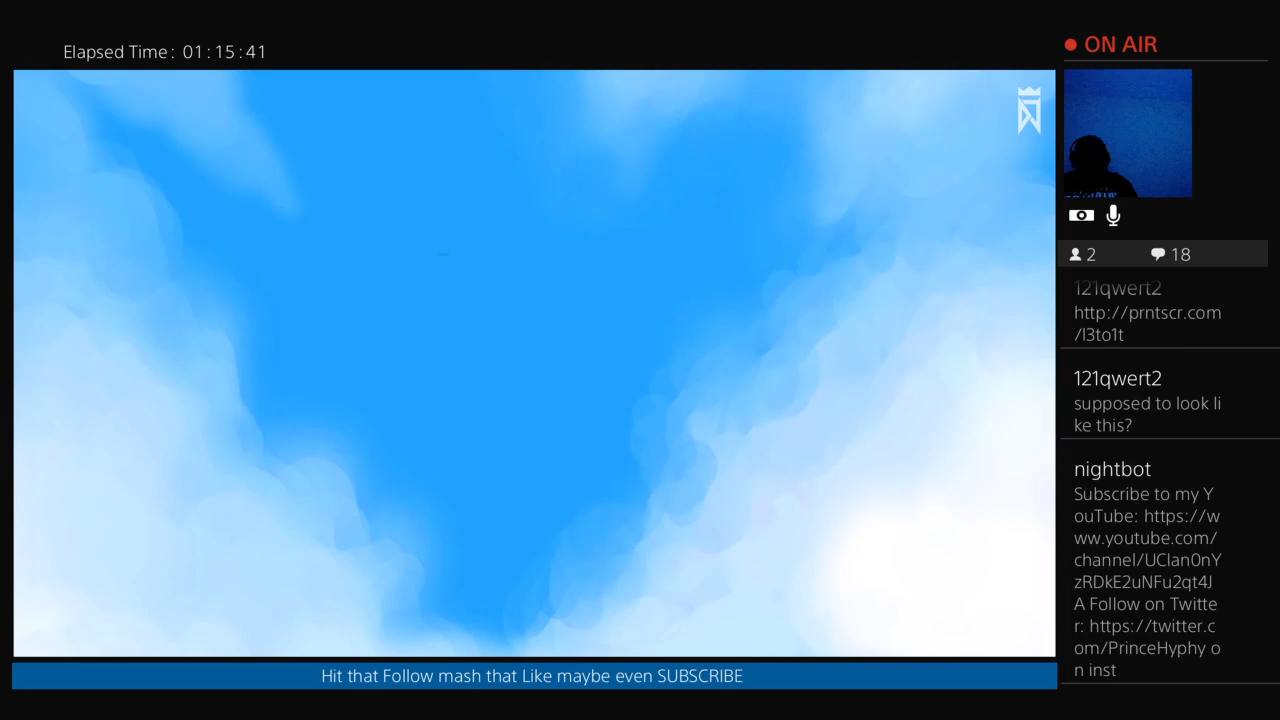 Elapsed Time: 01:15:41
ON AIR
2
18
121qwert2
http://prntscr.com
/l3to1t
121qwert2
supposed to look li
ke this?
nightbot
Subscribe to my Y
ouTube: https://w
ww.youtube.com/
channel/UCIan0nY
zRDkE2uNFu2qt4J
A Follow on Twitte
r: https://twitter.c
om/PrinceHyphy o
n inst
Hit that Follow mash that Like maybe even SUBSCRIBE